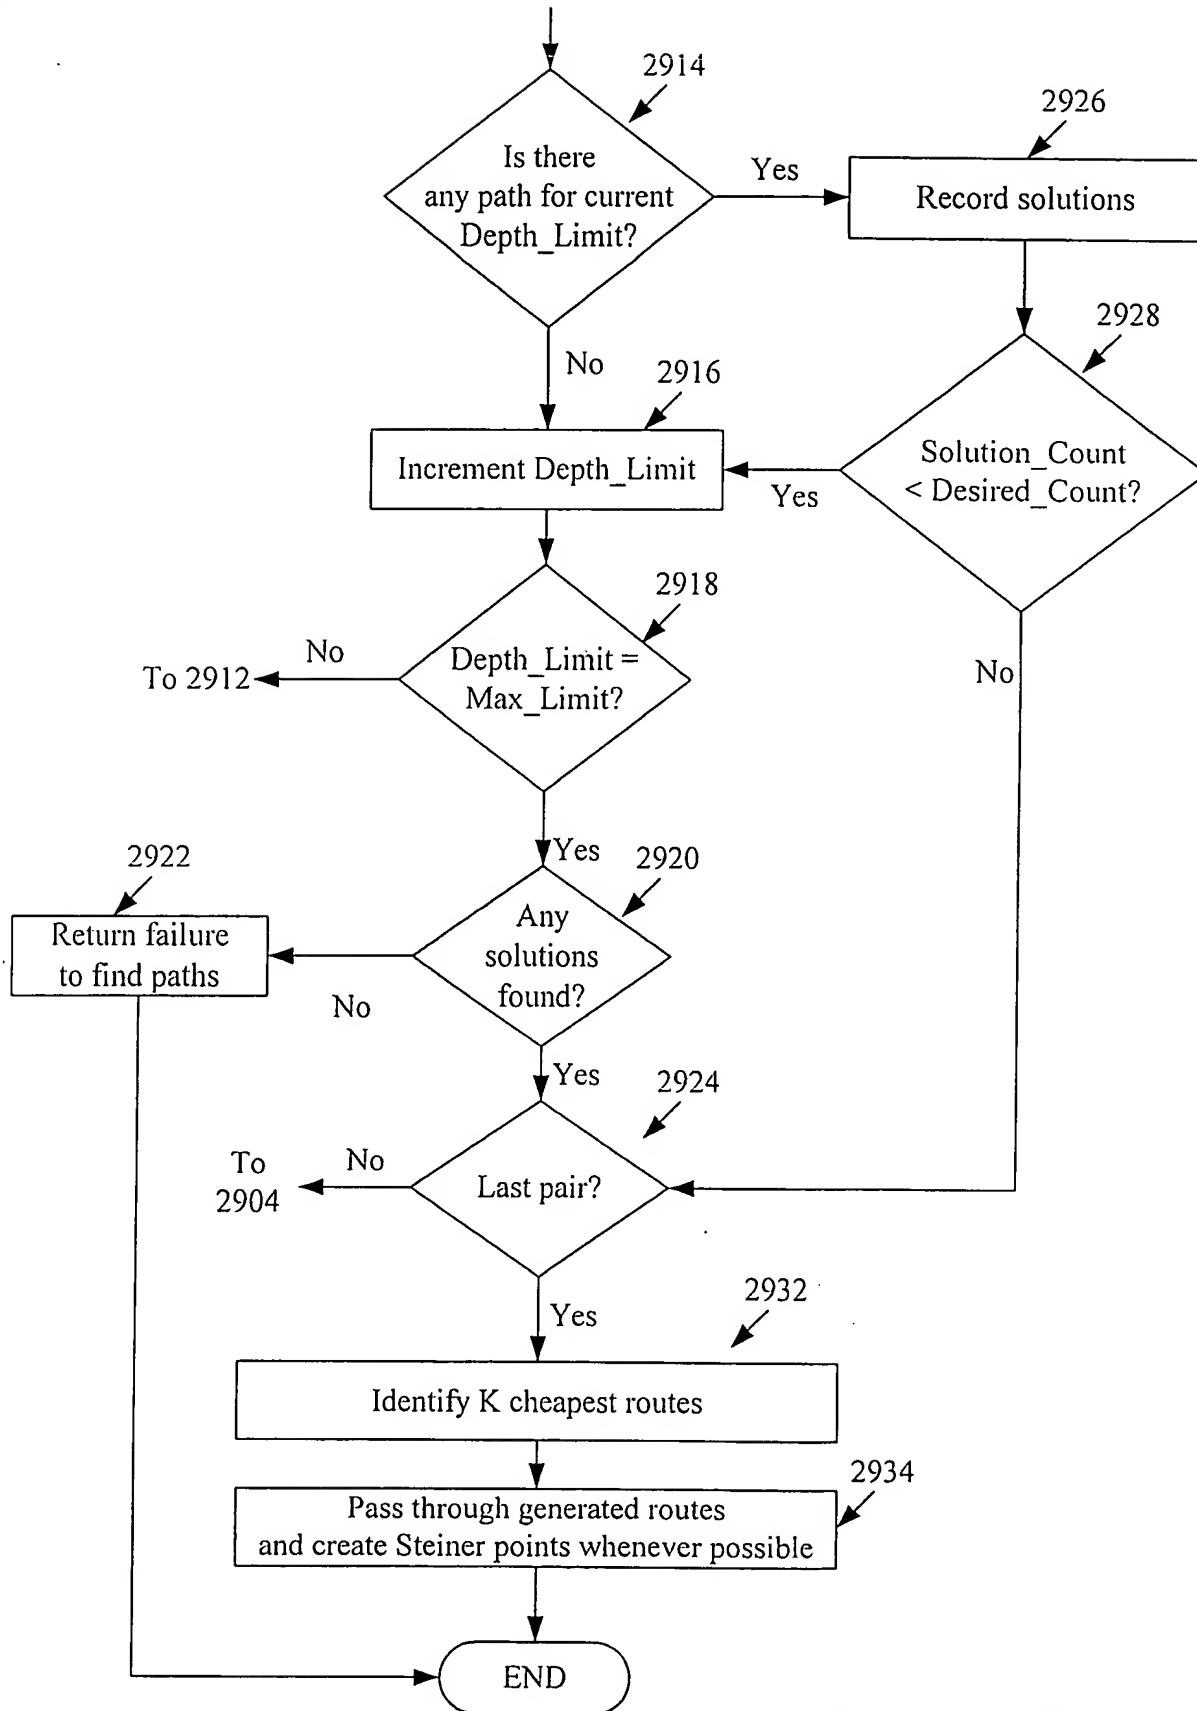 2914
Is there
any path for current
Depth_Limit?
Yes
2926
Record solutions
No
2916
Increment Depth_Limit
2928
Solution_Count
< Desired_Count?
Yes
No
2918
Depth_Limit =
Max_Limit?
No
To 2912
Yes
2920
Any
solutions
found?
No
2922
Return failure
to find paths
Yes
2924
Last pair?
No
To
2904
Yes
2932
Identify K cheapest routes
2934
Pass through generated routes
and create Steiner points whenever possible
END